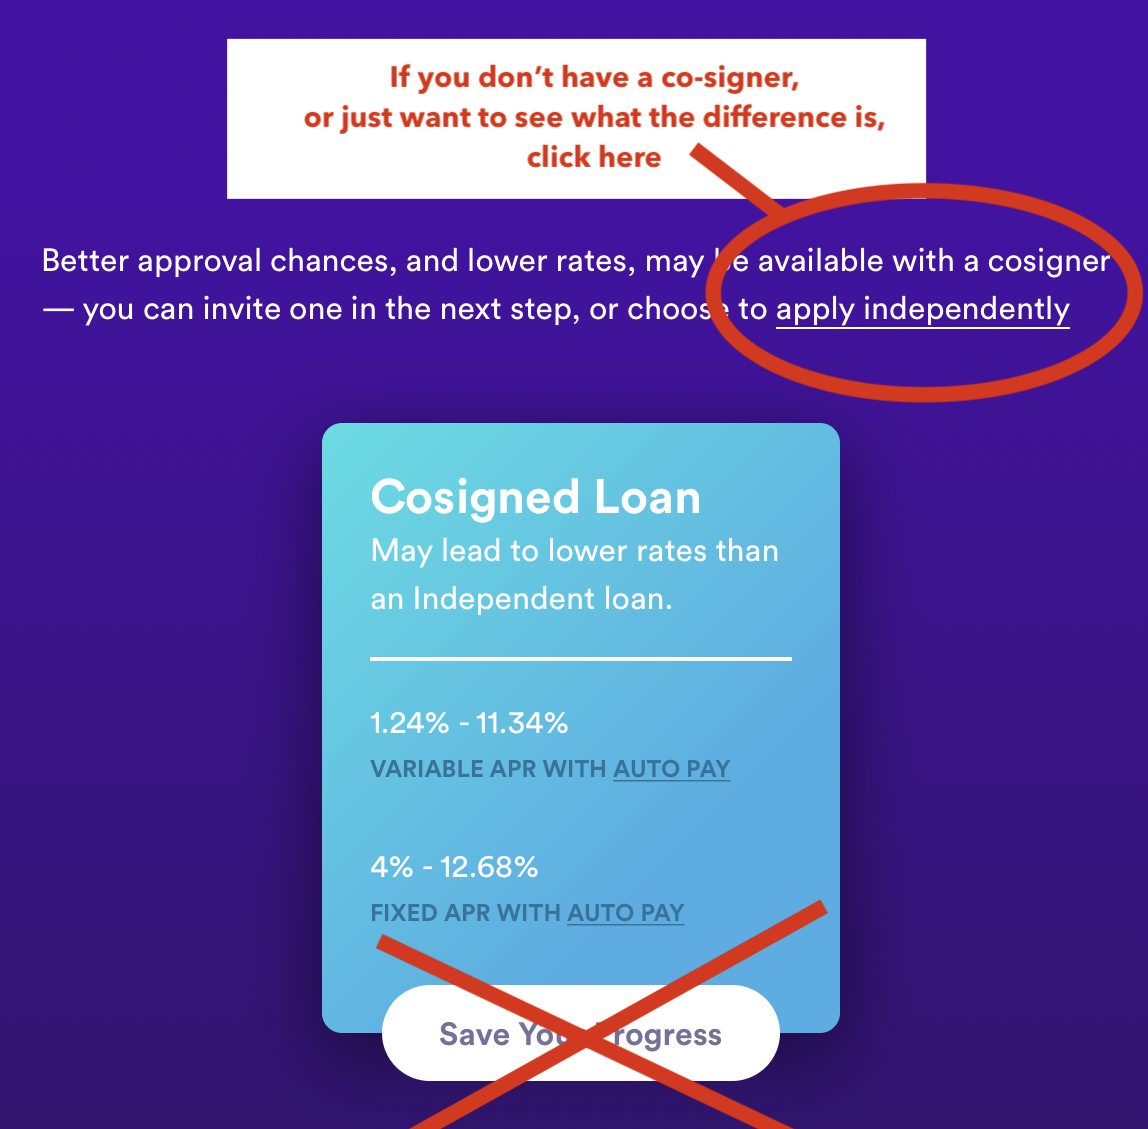 If you don't have a co-signer,
or just want to see what the difference is,
click here
Better approval chances, and lower rates, may be available with a cosigner
— you can invite one in the next step, or choose to apply independently
Cosigned Loan
May lead to lower rates than
an Independent loan.
1.24% - 11.34%
VARIABLE APR WITH AUTO PAY
4% - 12.68%
FIXED APR WITH AUTO PAY
Save Your Progress